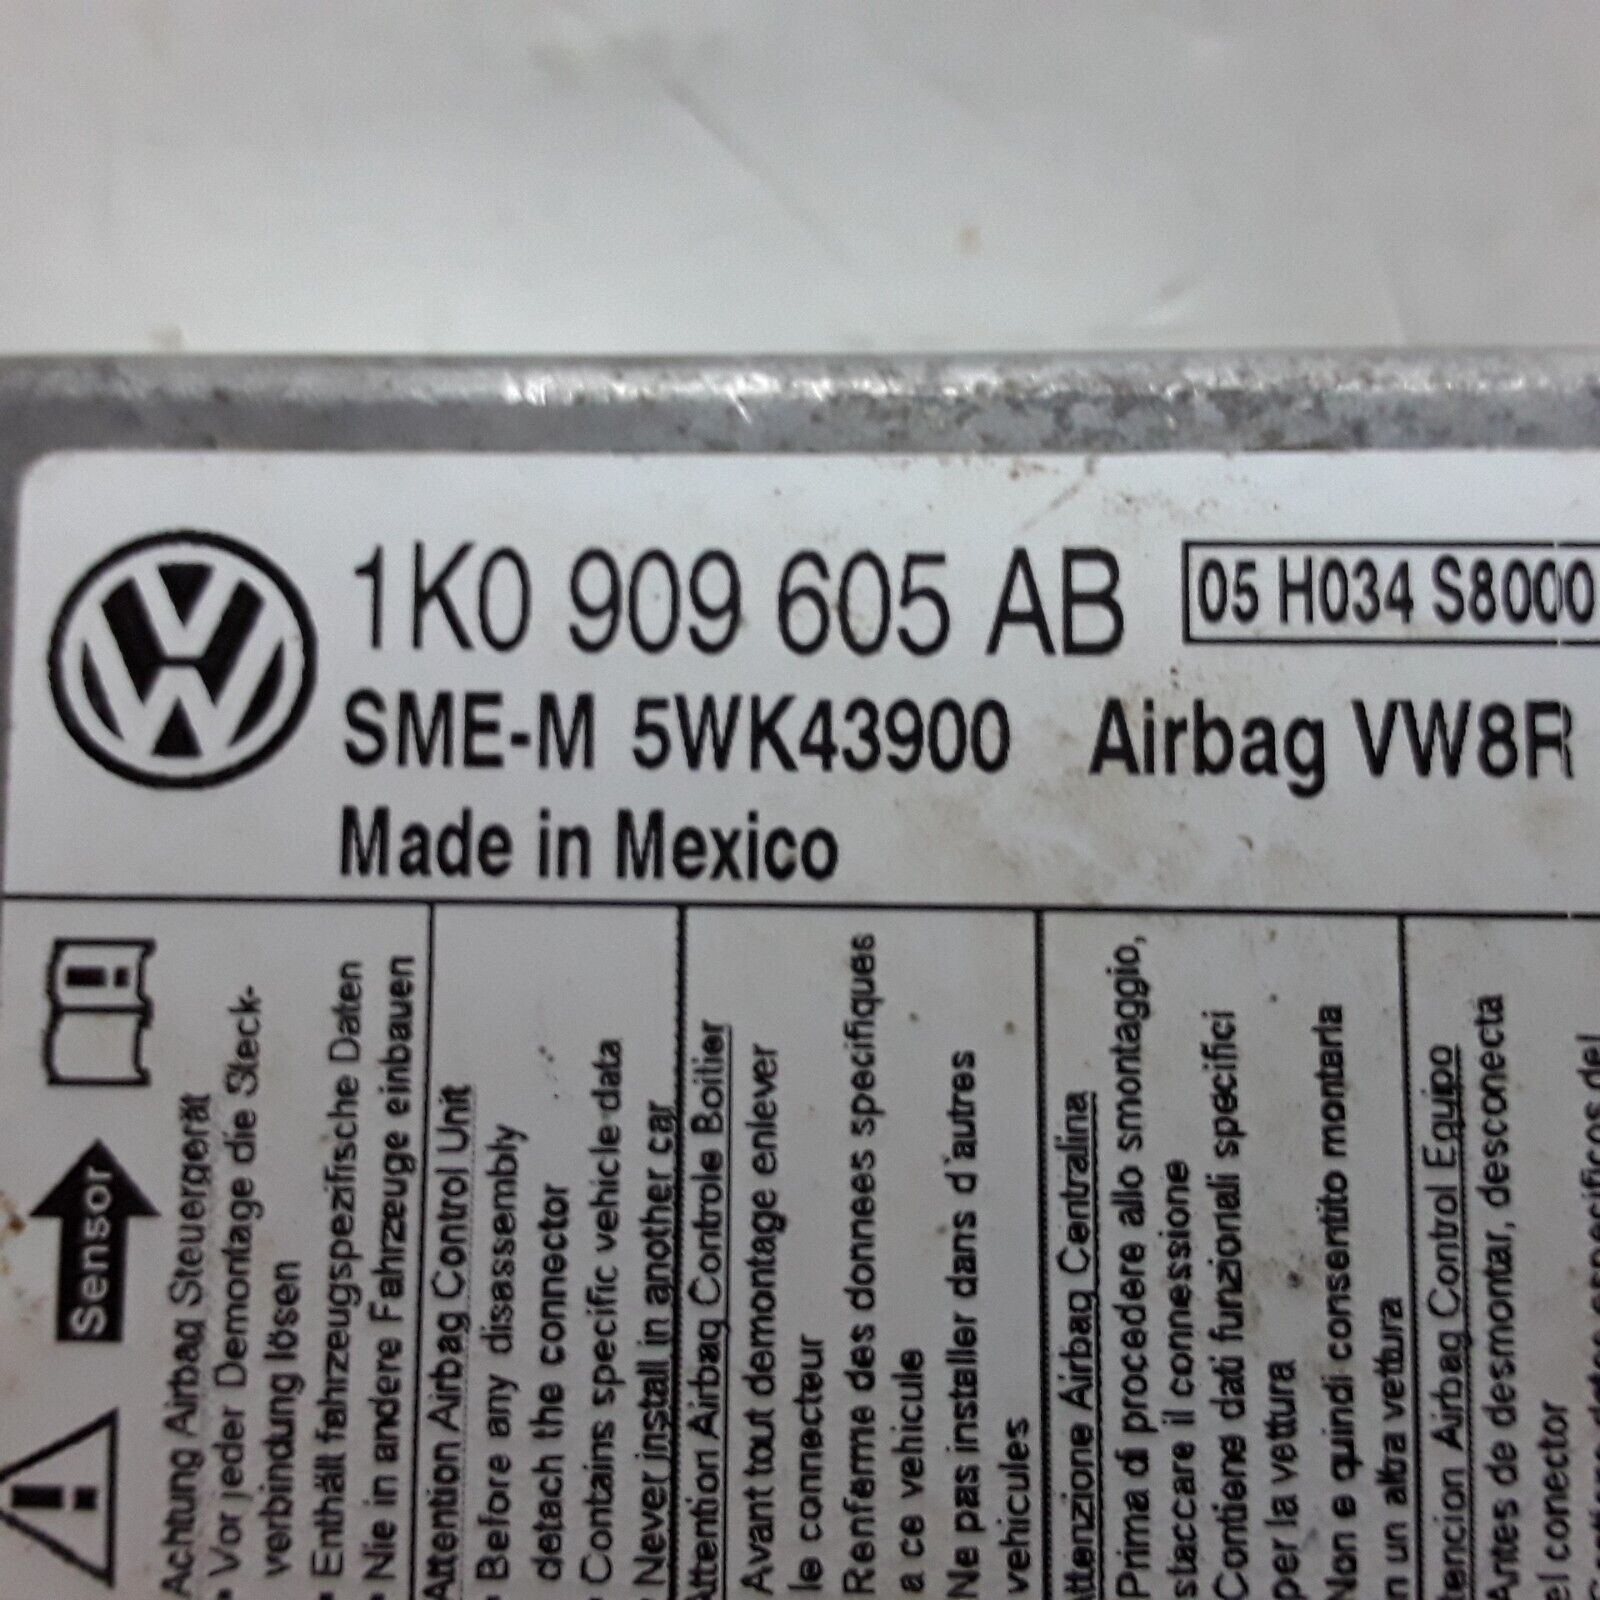 1K0 909 605 AB
05 H034 S8000
SME-M 5WK43900 Airbag VW8R
Made in Mexico
Sensor
Achtung Airbag Steuergerät
• Vor jeder Demontage die Steck-
verbindung lösen
• Enthält fahrzeugspezifische Daten
• Nie in andere Fahrzeuge einbauen
Attention Airbag Control Unit
• Before any disassembly
detach the connector
• Contains specific vehicle data
Never install in another car
Attention Airbag Controle Boitier
Avant tout demontage enlever
le connecteur
Renferme des donnees specifiques
a ce vehicule
Ne pas installer dans d'autres
vehicules
Attenzione Airbag Centralina
Prima di procedere allo smontaggio,
staccare il connessione
Contiene dati funzionali specifici
per la vettura
Non e quindi consentito montarla
in un altra vettura
tencion Airbag Control Equipo
Antes de desmontar, desconecta
el conector